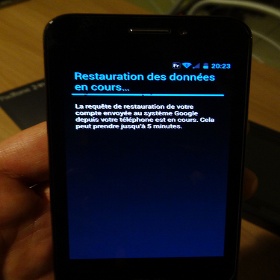 Fr 20:23
Restauration des données
en cours...
La requête de restauration de votre
compte envoyée au système Google
depuis votre téléphone est en cours. Cela
peut prendre jusqu'à 5 minutes.